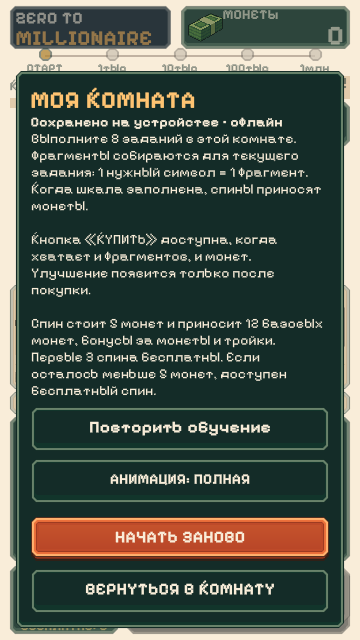 ZERO TO
MILLIONAIRE
МОНЕТЫ
0
СТАРТ 1тыс 10тыс 100тыс 1млн
МОЯ КОМНАТА
Сохранено на устройстве · офлайн
Выполните 8 заданий в этой комнате.
Фрагменты собираются для текущего
задания: 1 нужный символ = 1 фрагмент.
Когда шкала заполнена, спины приносят
монеты.
Кнопка «КУПИТЬ» доступна, когда
хватает и фрагментов, и монет.
Улучшение появится только после
покупки.
Спин стоит 8 монет и приносит 12 базовых
монет, бонусы за монеты и тройки.
Первые 3 спина бесплатны. Если
осталось меньше 8 монет, доступен
бесплатный спин.
Повторить обучение
АНИМАЦИЯ: ПОЛНАЯ
НАЧАТЬ ЗАНОВО
ВЕРНУТЬСЯ В КОМНАТУ